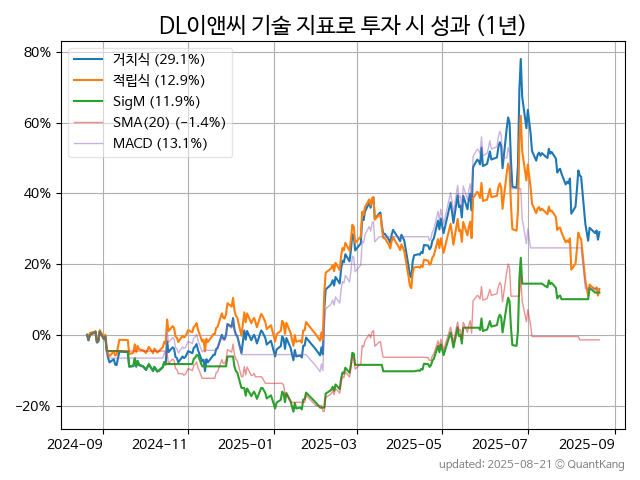 DL이앤씨 기술 지표로 투자 시 성과 (1년)
80%
60%
40%
20%
0%
−20%
거치식 (29.1%)
적립식 (12.9%)
SigM (11.9%)
SMA(20) (−1.4%)
MACD (13.1%)
2024-09 2024-11 2025-01 2025-03 2025-05 2025-07 2025-09
updated: 2025-08-21 © QuantKang